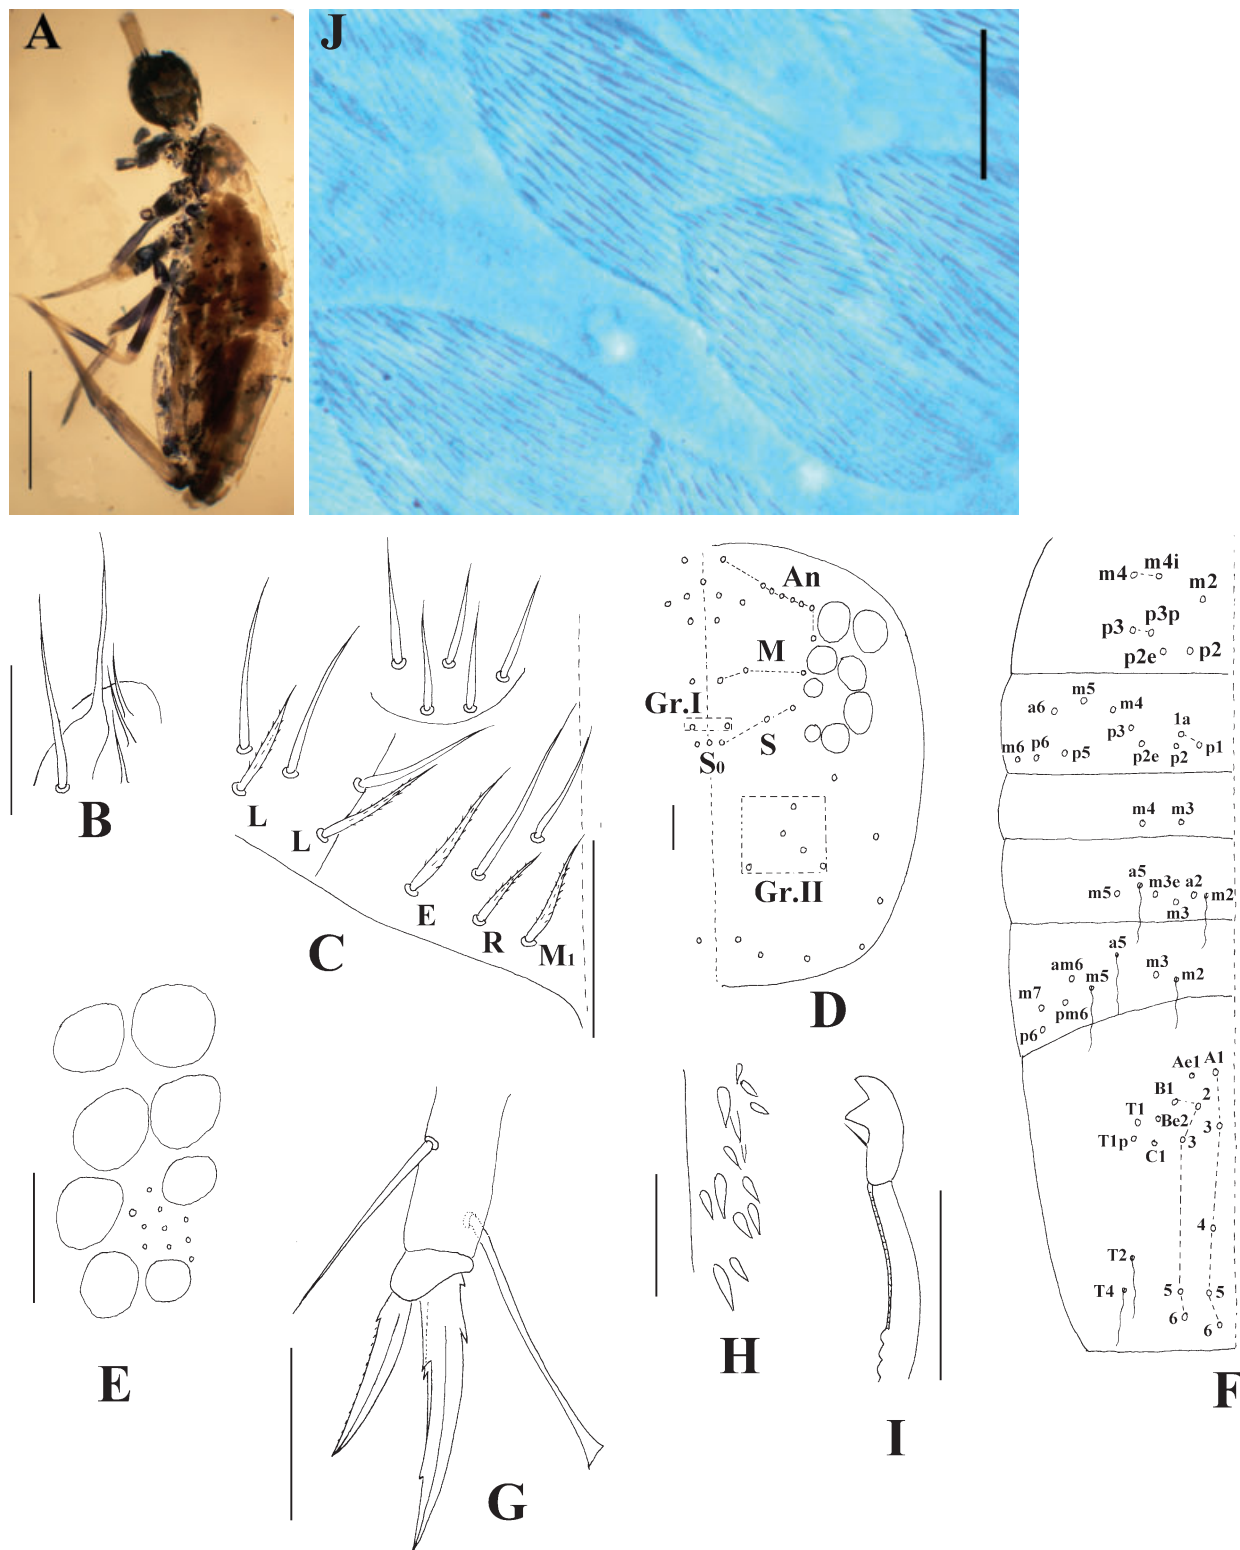 A
J
B
L
L
E
R
M1
C
An
M
Gr.I
S
S0
Gr.II
D
m4 m4i
m2
p3 p3p
p2e p2
a6 m5 m4
p3 1a
m6 p6 p5 p2e p2 p1
m4 m3
a5
m5 m3e a2 m2
m3
a5
am6 m5 m3 m2
m7 pm6
p6
Ae1 A1
B1 2
T1 Be2 3
T1p C1 3
4
T2
T4 5 5
6 6
F
E
G
H
I